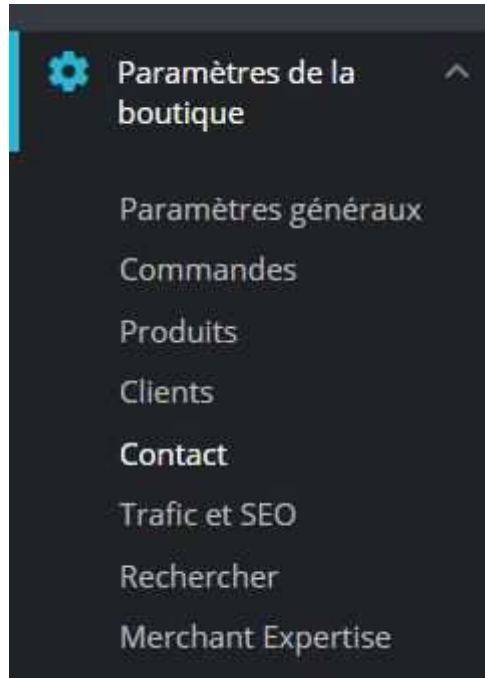 Paramètres de la
boutique
Paramètres généraux
Commandes
Produits
Clients
Contact
Trafic et SEO
Rechercher
Merchant Expertise